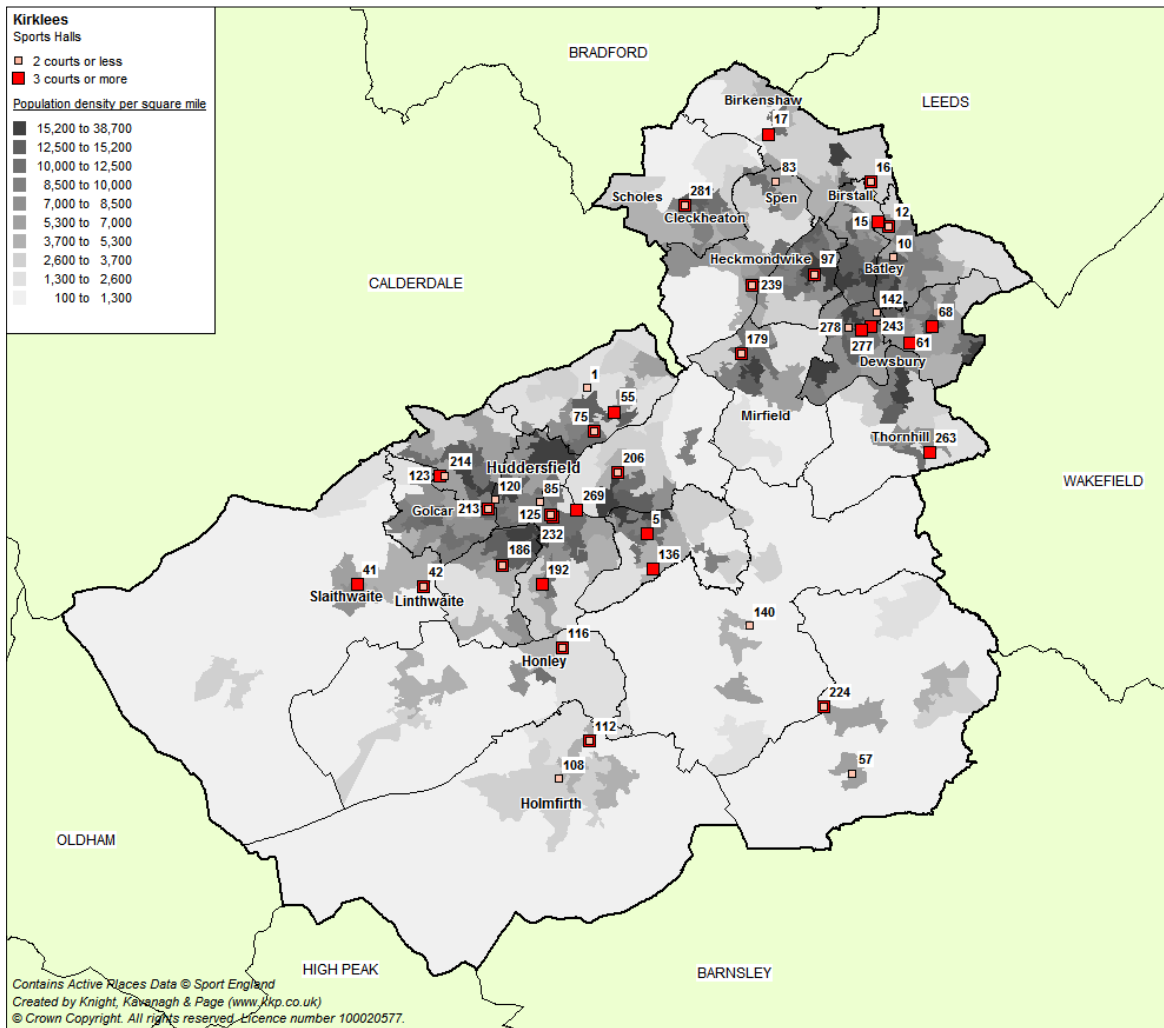 Kirklees
Sports Halls
2 courts or less
3 courts or more
Population density per square mile
15,200 to 38,700
12,500 to 15,200
10,000 to 12,500
8,500 to 10,000
7,000 to 8,500
5,300 to 7,000
3,700 to 5,300
2,600 to 3,700
1,300 to 2,600
100 to 1,300
BRADFORD
LEEDS
Birkenshaw
17
83
16
Scholes
281
Spen
Birstall
Cleckheaton
15
12
10
Heckmondwike
97
Batley
CALDERDALE
239
142
68
278
243
277
61
179
Dewsbury
1
55
75
Mirfield
Thornhill
263
206
214
Huddersfield
123
WAKEFIELD
120
85
269
Golcar
213
125
232
5
186
136
41
42
192
Slaithwaite
Linthwaite
140
116
Honley
224
112
108
57
Holmfirth
OLDHAM
HIGH PEAK
BARNSLEY
Contains Active Places Data © Sport England
Created by Knight, Kavanagh & Page (www.kkp.co.uk)
© Crown Copyright. All rights reserved. Licence number 100020577.